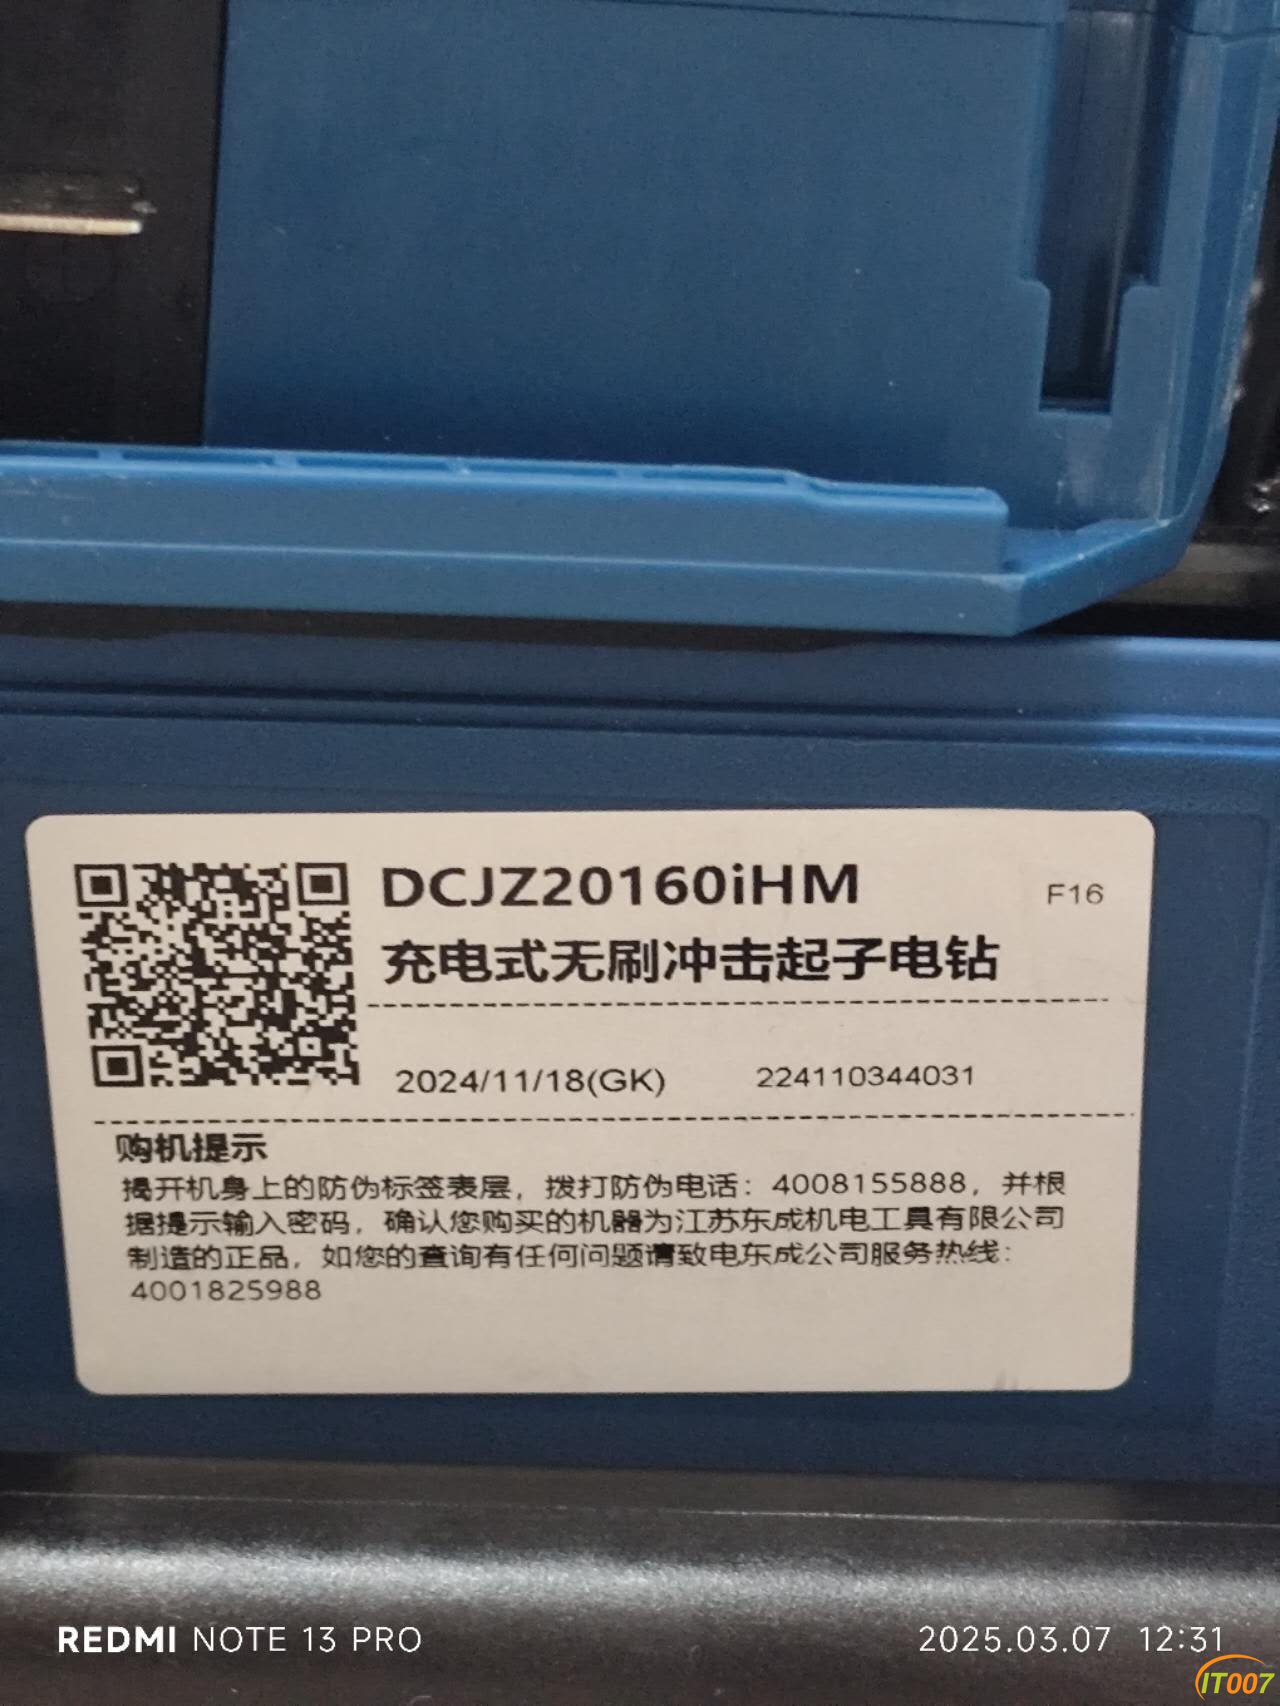 DCJZ20160iHM
F16
充电式无刷冲击起子电钻
2024/11/18(GK) 224110344031
购机提示
揭开机身上的防伪标签表层，拨打防伪电话：4008155888，并根
据提示输入密码，确认您购买的机器为江苏东成机电工具有限公司
制造的正品，如您的查询有任何问题请致电东成公司服务热线：
4001825988
REDMI NOTE 13 PRO
2025.03.07 12:31
IT007